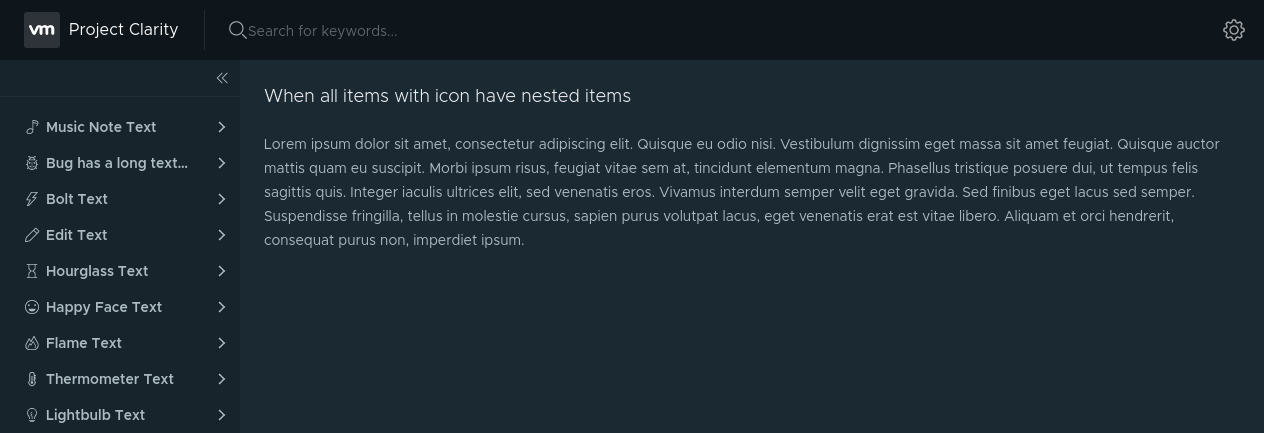 vm Project Clarity
Search for keywords...
Music Note Text
Bug has a long text...
Bolt Text
Edit Text
Hourglass Text
Happy Face Text
Flame Text
Thermometer Text
Lightbulb Text
When all items with icon have nested items
Lorem ipsum dolor sit amet, consectetur adipiscing elit. Quisque eu odio nisi. Vestibulum dignissim eget massa sit amet feugiat. Quisque auctor
mattis quam eu suscipit. Morbi ipsum risus, feugiat vitae sem at, tincidunt elementum magna. Phasellus tristique posuere dui, ut tempus felis
sagittis quis. Integer iaculis ultrices elit, sed venenatis eros. Vivamus interdum semper velit eget gravida. Sed finibus eget lacus sed semper.
Suspendisse fringilla, tellus in molestie cursus, sapien purus volutpat lacus, eget venenatis erat est vitae libero. Aliquam et orci hendrerit,
consequat purus non, imperdiet ipsum.